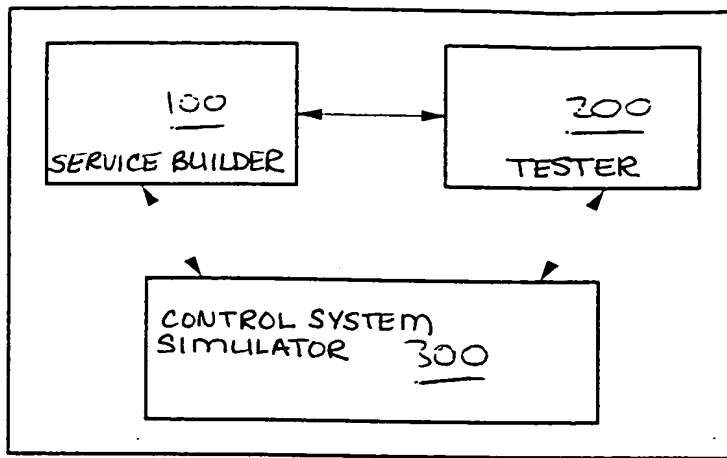 100
SERVICE BUILDER
200
TESTER
CONTROL SYSTEM
SIMULATOR 300